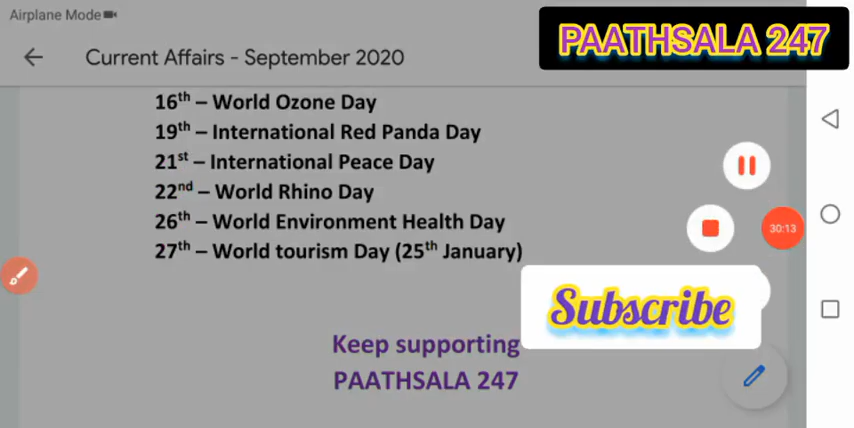 Airplane Mode
PAATHSALA 247
Current Affairs - September 2020
16th – World Ozone Day
19th – International Red Panda Day
21st – International Peace Day
22nd – World Rhino Day
26th – World Environment Health Day
27th – World tourism Day (25th January)
30:13
Subscribe
Keep supporting
PAATHSALA 247